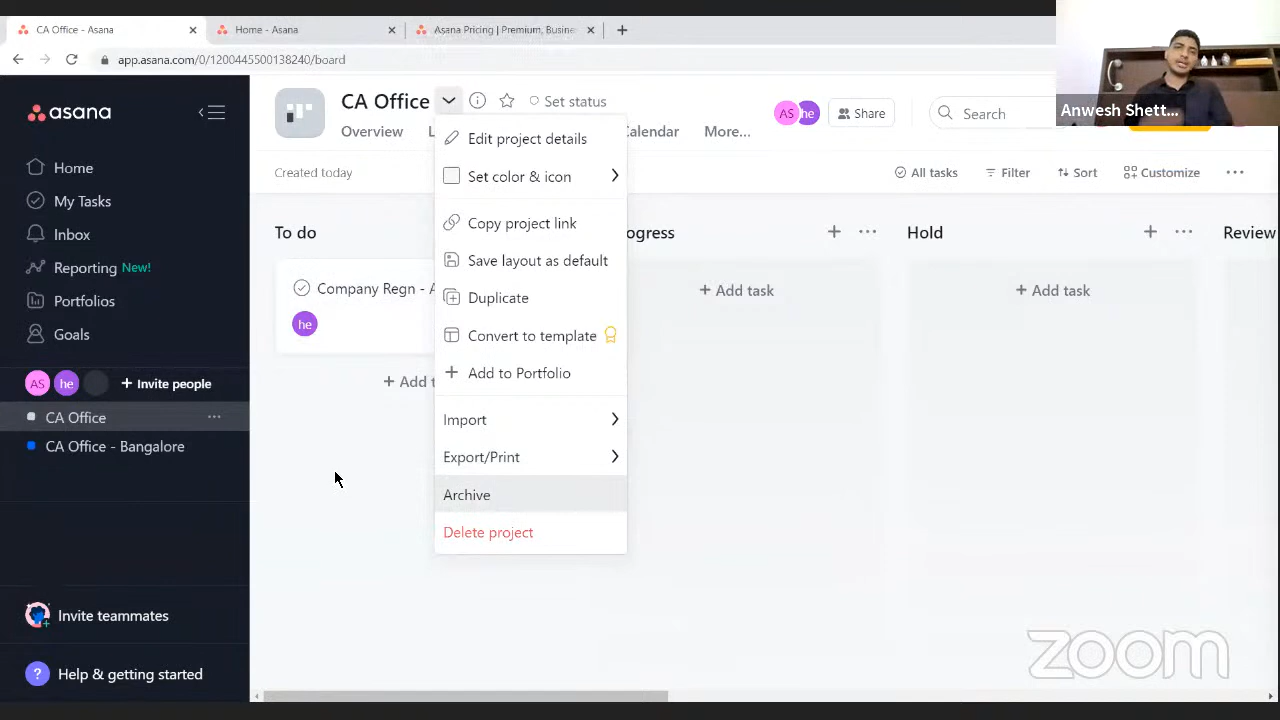 CA Office - Asana
Home - Asana
Asana Pricing | Premium, Busine
app.asana.com/0/1200445500138240/board
Anwesh Shett...
asana
CA Office
Set status
AS
he
Share
Search
Overview
L
Calendar
More...
Created today
All tasks
Filter
Sort
Customize
Home
My Tasks
Inbox
Reporting New!
Portfolios
Goals
AS
he
+ Invite people
CA Office
CA Office - Bangalore
Invite teammates
? Help & getting started
Edit project details
Set color & icon
Copy project link
Save layout as default
Duplicate
Convert to template
Add to Portfolio
Import
Export/Print
Archive
Delete project
To do
Company Regn - A
he
+ Add t
ogress
+ Add task
Hold
+ Add task
Review
zoom